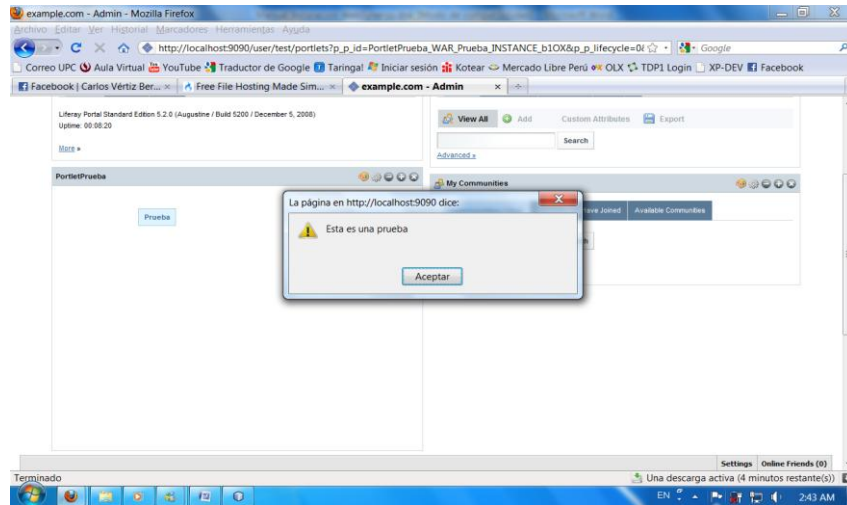 example.com - Admin - Mozilla Firefox
Archivo Editar Ver Historial Marcadores Herramientas Ayuda
http://localhost:9090/user/test/portlets?p_p_id=PortletPrueba_WAR_Prueba_INSTANCE_b1OX&p_p_lifecycle=0& Google
Correo UPC Aula Virtual YouTube Traductor de Google Taringa! Iniciar sesión Kotear Mercado Libre Perú OLX TDP1 Login XP-DEV Facebook
Facebook | Carlos Vértiz Ber... Free File Hosting Made Sim... example.com - Admin
Liferay Portal Standard Edition 5.2.0 (Augustine / Build 5200 / December 5, 2008)
Uptime: 00:08:20
More »
View All Add Custom Attributes Export
Search
Advanced »
PortletPrueba
My Communities
Prueba
have Joined Available Communities
La página en http://localhost:9090 dice:
Esta es una prueba
Aceptar
Settings Online Friends (0)
Terminado
Una descarga activa (4 minutos restante(s))
EN 2:43 AM